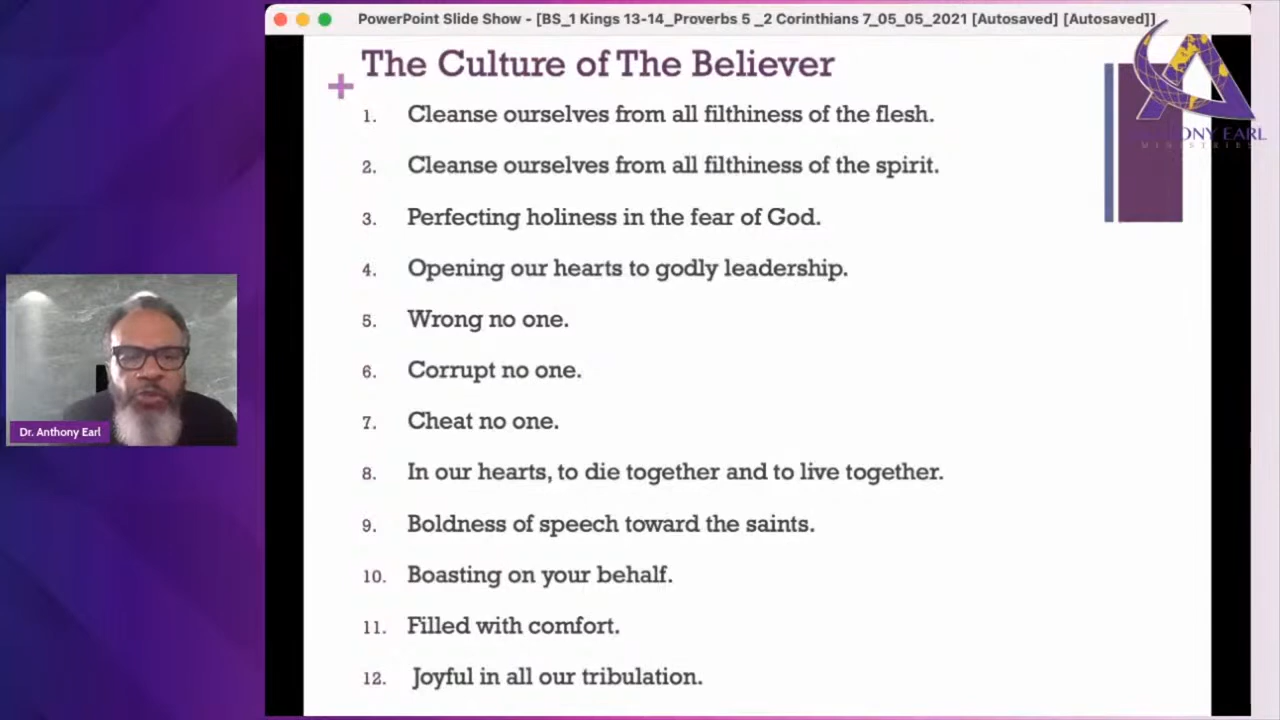 PowerPoint Slide Show - [BS_1 Kings 13-14_Proverbs 5 _2 Corinthians 7_05_05_2021 [Autosaved] [Autosaved]]
The Culture of The Believer
1. Cleanse ourselves from all filthiness of the flesh.
2. Cleanse ourselves from all filthiness of the spirit.
3. Perfecting holiness in the fear of God.
4. Opening our hearts to godly leadership.
5. Wrong no one.
6. Corrupt no one.
7. Cheat no one.
8. In our hearts, to die together and to live together.
9. Boldness of speech toward the saints.
10. Boasting on your behalf.
11. Filled with comfort.
12. Joyful in all our tribulation.
Dr. Anthony Earl
EARL
MINISTRIES